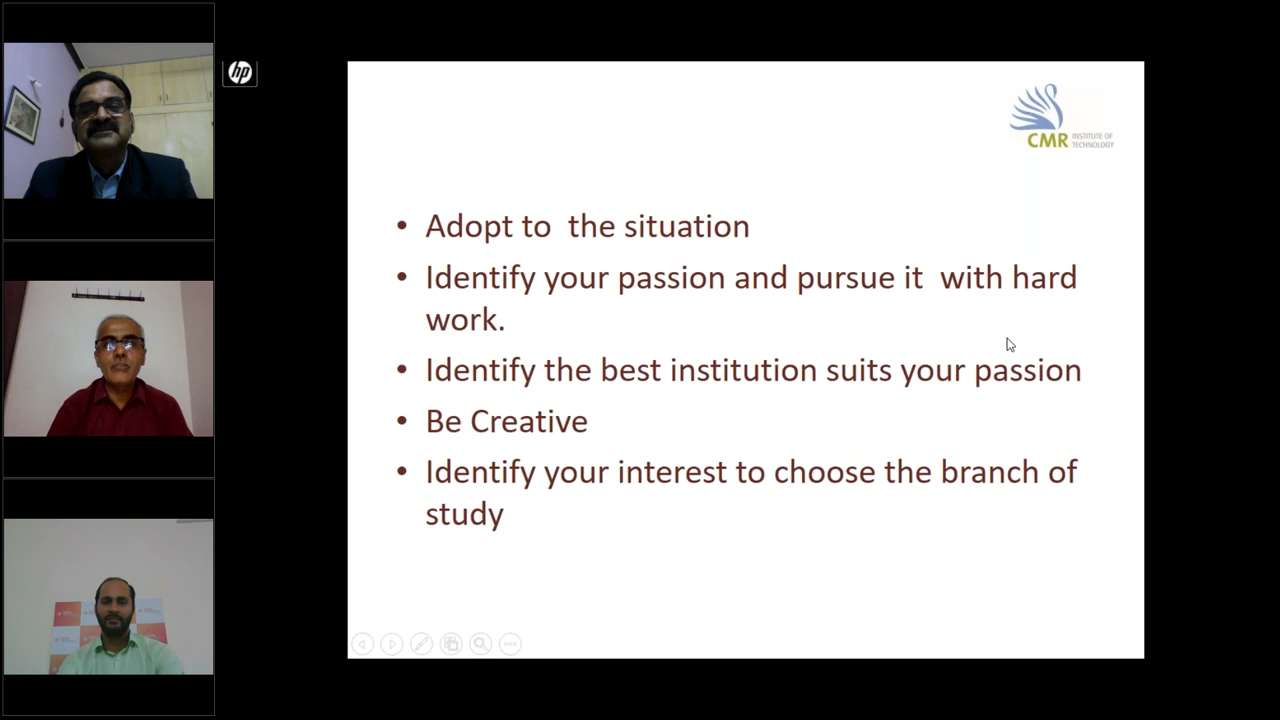 hp
CMR INSTITUTE OF
TECHNOLOGY
• Adopt to  the situation
• Identify your passion and pursue it  with hard
work.
• Identify the best institution suits your passion
• Be Creative
• Identify your interest to choose the branch of
study